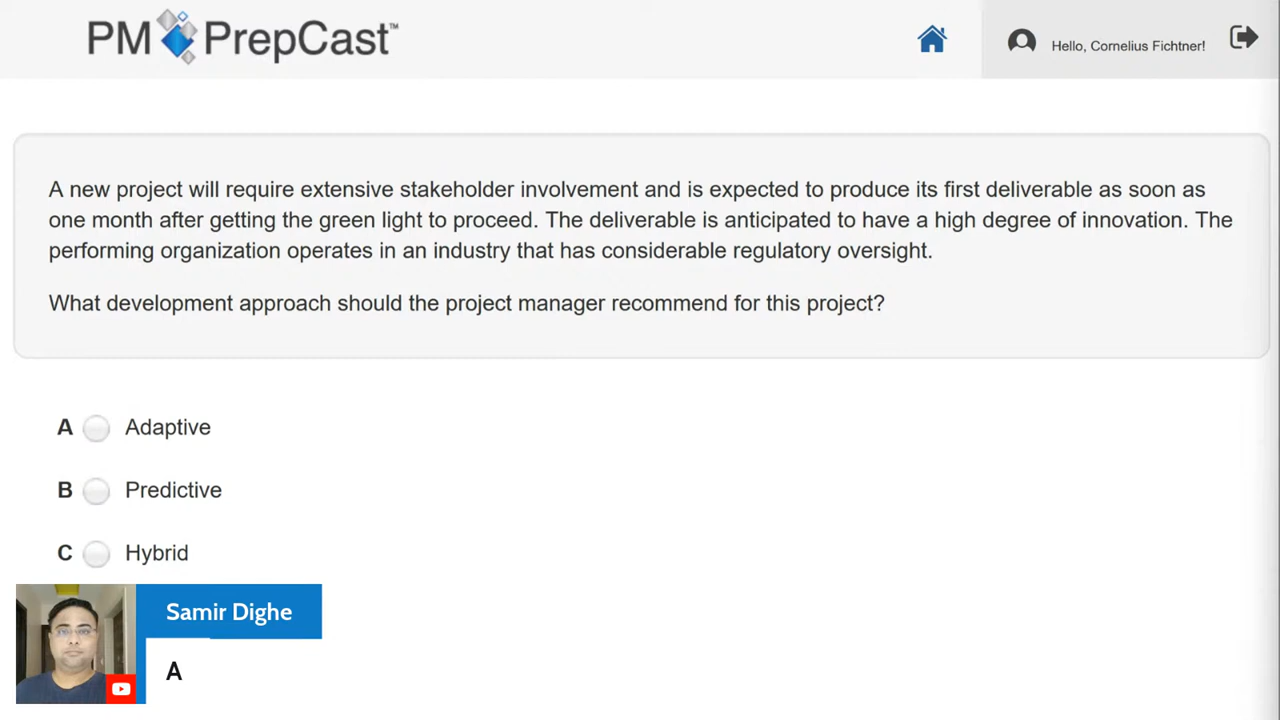 PM PrepCast™
Hello, Cornelius Fichtner!
A new project will require extensive stakeholder involvement and is expected to produce its first deliverable as soon as
one month after getting the green light to proceed. The deliverable is anticipated to have a high degree of innovation. The
performing organization operates in an industry that has considerable regulatory oversight.
What development approach should the project manager recommend for this project?
A Adaptive
B Predictive
C Hybrid
Samir Dighe
A